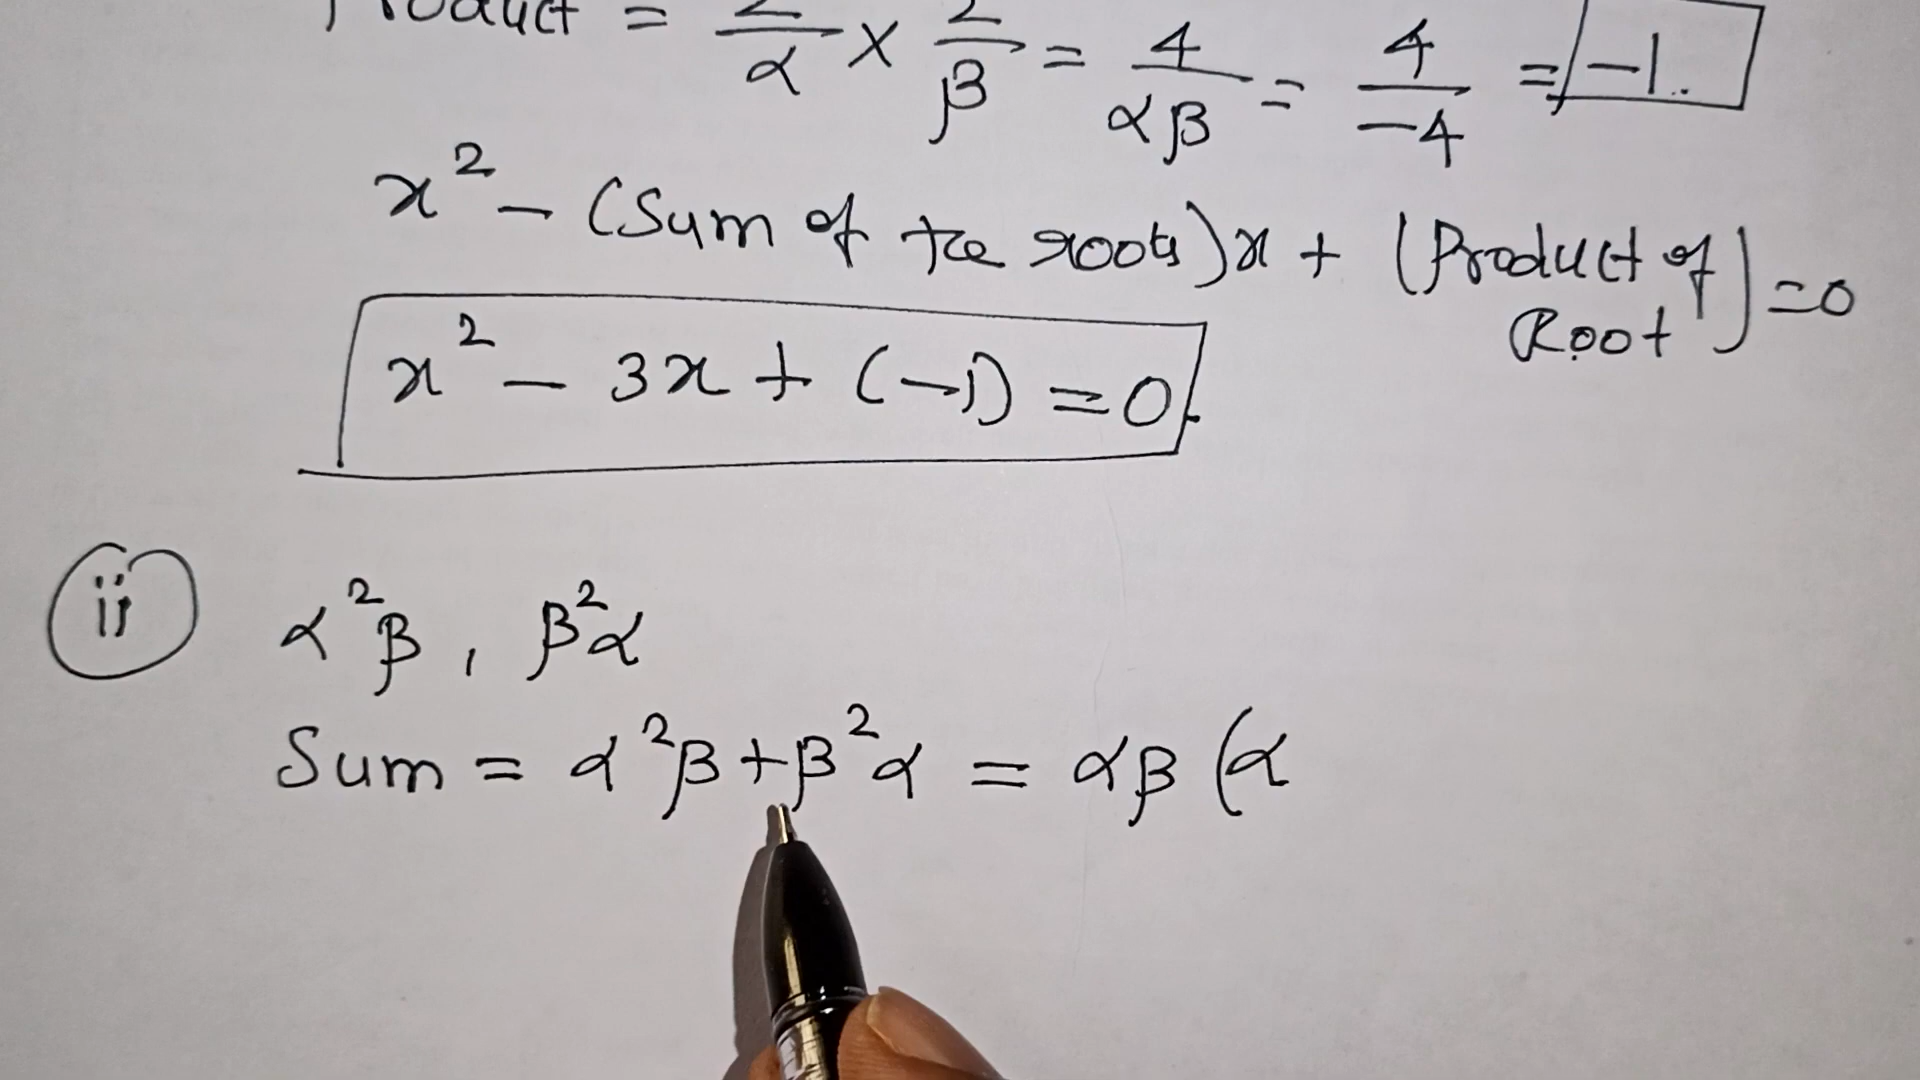 Product = 2/α × 2/β = 4/αβ = 4/-4 = -1.
x² - (Sum of the roots)x + (Product of Root) = 0
x² - 3x + (-1) = 0.
ii α²β, β²α
Sum = α²β + β²α = αβ (α